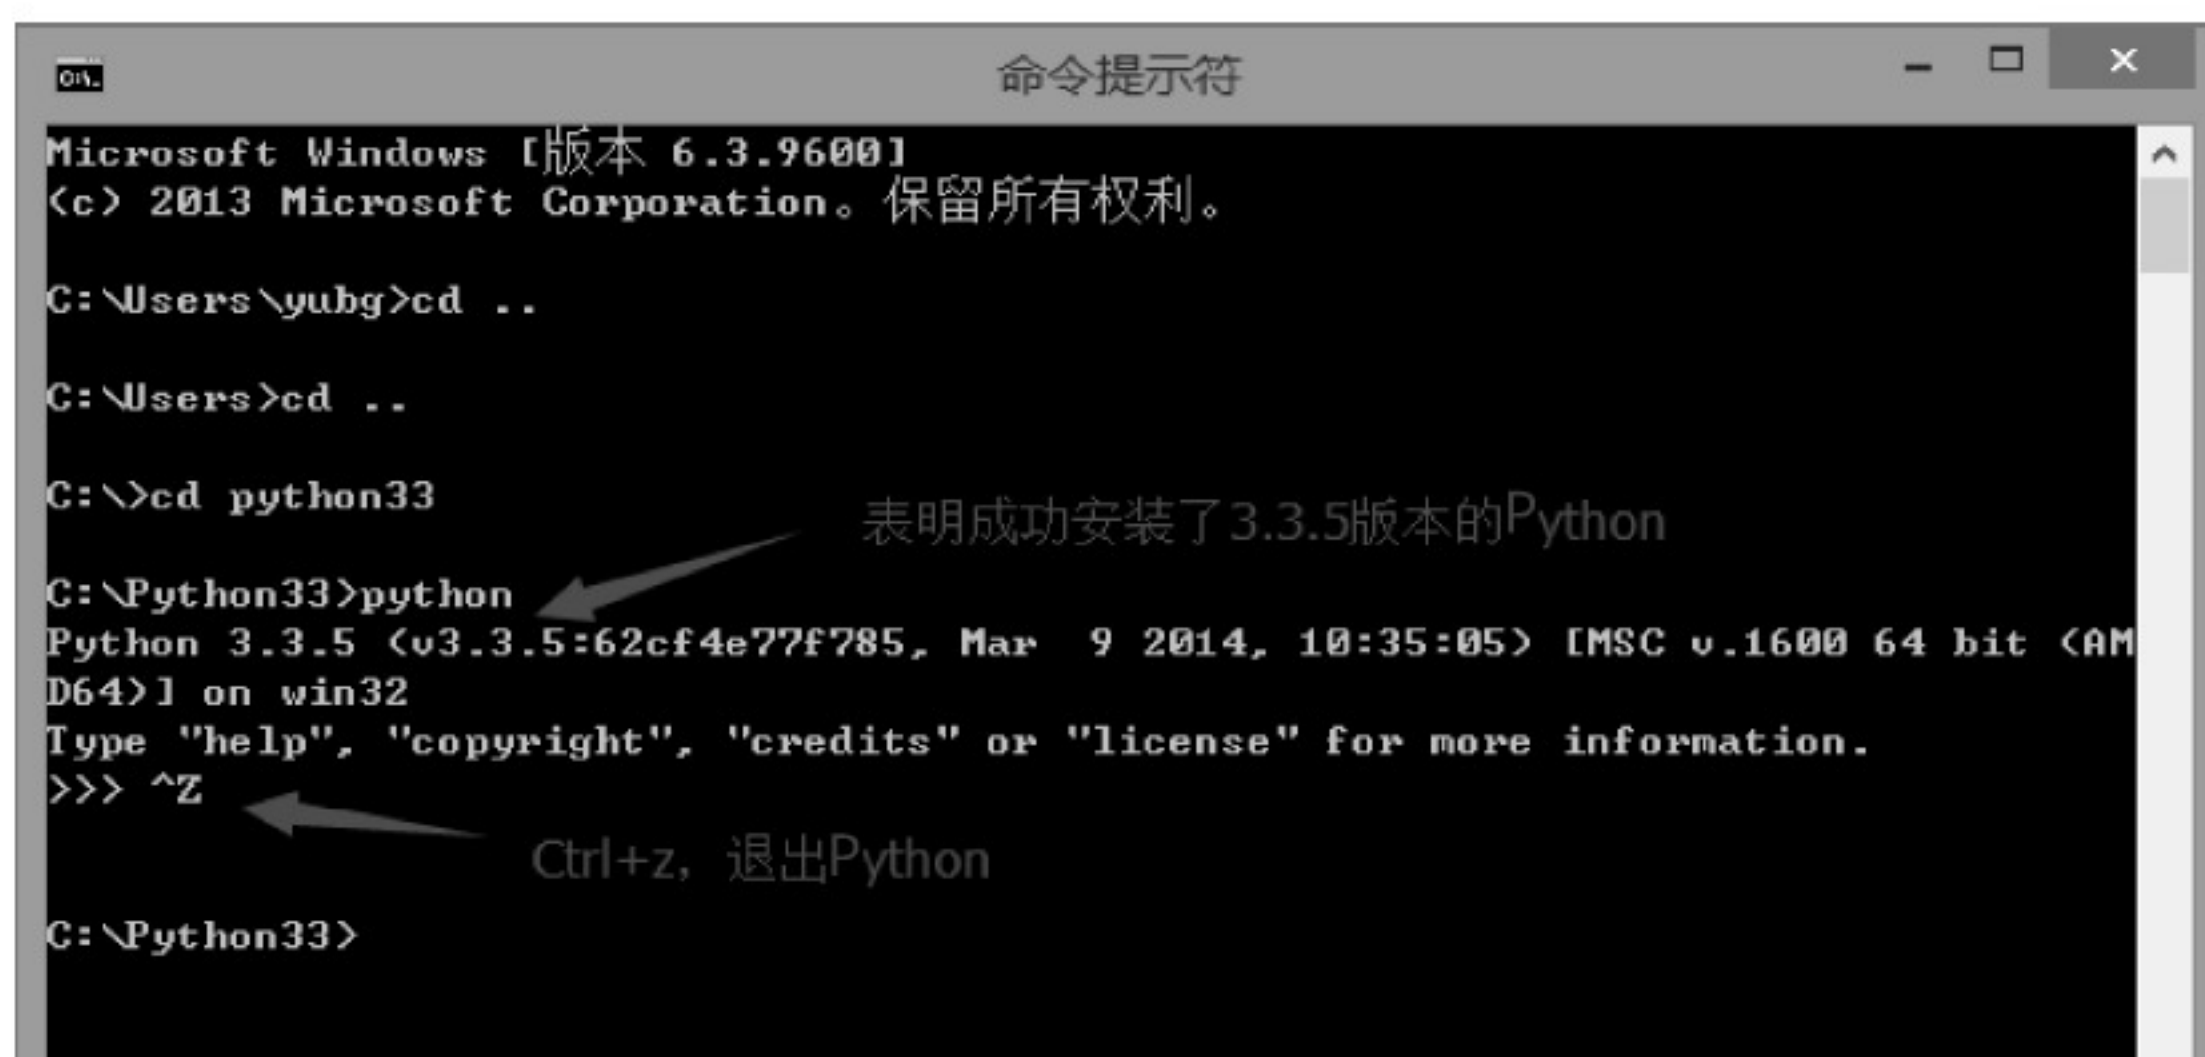 命令提示符
Microsoft Windows [版本 6.3.9600]
(c) 2013 Microsoft Corporation。保留所有权利。
C:\Users\yubg>cd ..
C:\Users>cd ..
C:\>cd python33
表明成功安装了3.3.5版本的Python
C:\Python33>python
Python 3.3.5 (v3.3.5:62cf4e77f785, Mar  9 2014, 10:35:05) [MSC v.1600 64 bit (AM
D64)] on win32
Type "help", "copyright", "credits" or "license" for more information.
>>> ^Z
Ctrl+z，退出Python
C:\Python33>